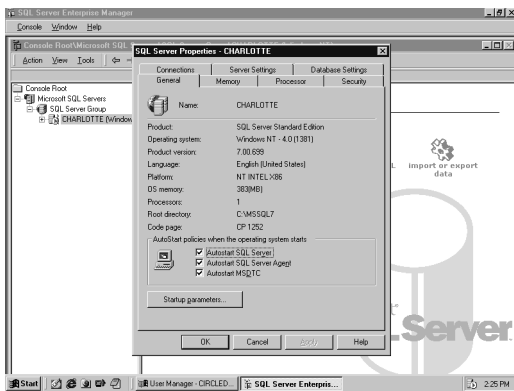 SQL Server Enterprise Manager
Console Window Help
Console Root\Microsoft SQL
Action View Tools
Console Root
Microsoft SQL Servers
SQL Server Group
CHARLOTTE (Window
SQL Server Properties - CHARLOTTE
Connections Server Settings Database Settings
General Memory Processor Security
Name: CHARLOTTE
Product: SQL Server Standard Edition
Operating system: Windows NT - 4.0 (1381)
Product version: 7.00.699
Language: English (United States)
Platform: NT INTEL X86
OS memory: 383(MB)
Processors: 1
Root directory: C:\MSSQL7
Code page: CP 1252
AutoStart policies when the operating system starts
Autostart SQL Server
Autostart SQL Server Agent
Autostart MSDTC
Startup parameters...
OK Cancel Apply Help
import or export
data
Server
Start User Manager - CIRCLED... SQL Server Enterpris... 2:25 PM